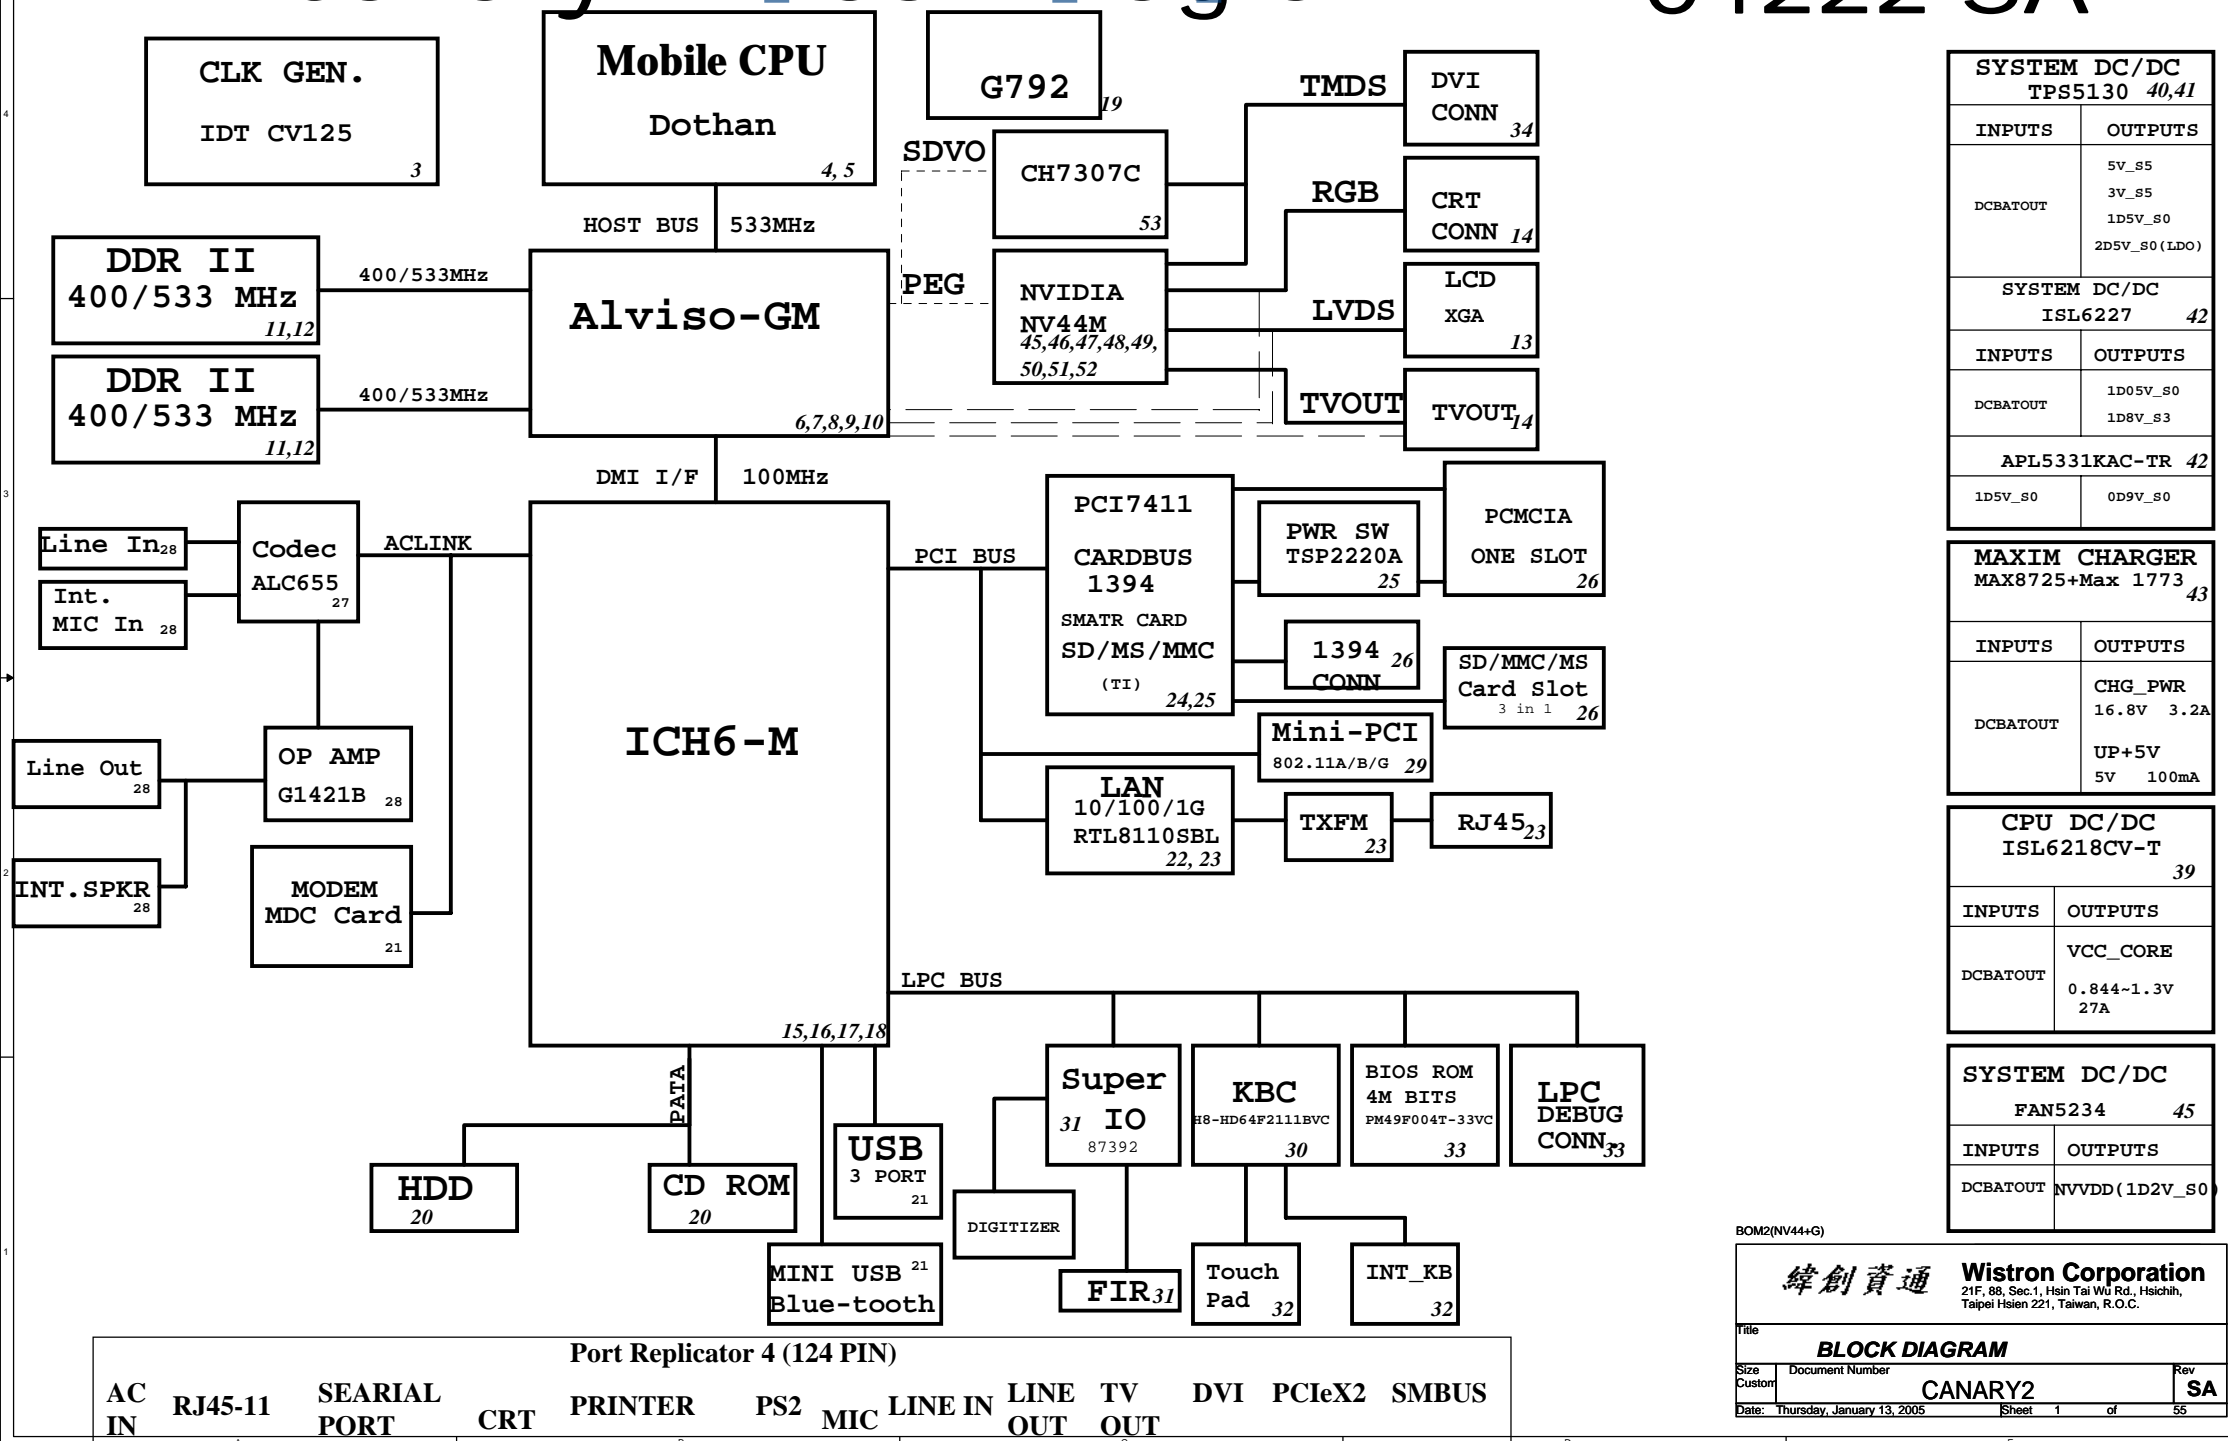 04222 SA
CLK GEN.
IDT CV125
3
Mobile CPU
Dothan
4, 5
G792
19
TMDS
DVI
CONN
34
SDVO
CH7307C
53
RGB
CRT
CONN
14
HOST BUS
533MHz
DDR II
400/533 MHz
11,12
400/533MHz
Alviso-GM
6,7,8,9,10
PEG
NVIDIA
NV44M
45,46,47,48,49,
50,51,52
LVDS
LCD
XGA
13
DDR II
400/533 MHz
11,12
400/533MHz
TVOUT
TVOUT
14
DMI I/F
100MHz
Line In
28
Int.
MIC In
28
Codec
ALC655
27
ACLINK
ICH6-M
15,16,17,18
PCI BUS
PCI7411
CARDBUS
1394
SMATR CARD
SD/MS/MMC
(TI)
24,25
PWR SW
TSP2220A
25
PCMCIA
ONE SLOT
26
1394
CONN
26
SD/MMC/MS
Card Slot
3 in 1
26
Mini-PCI
802.11A/B/G
29
LAN
10/100/1G
RTL8110SBL
22, 23
TXFM
23
RJ45
23
Line Out
28
OP AMP
G1421B
28
INT.SPKR
28
MODEM
MDC Card
21
LPC BUS
PATA
HDD
20
CD ROM
20
USB
3 PORT
21
MINI USB
21
Blue-tooth
Super
IO
31
87392
DIGITIZER
FIR
31
KBC
H8-HD64F2111BVC
30
Touch
Pad
32
INT_KB
32
BIOS ROM
4M BITS
PM49F004T-33VC
33
LPC
DEBUG
CONN.
33
Port Replicator 4 (124 PIN)
AC
IN
RJ45-11
SEARIAL
PORT
CRT
PRINTER
PS2
MIC
LINE IN
LINE
OUT
TV
OUT
DVI
PCIeX2
SMBUS
SYSTEM DC/DC
TPS5130 40,41
INPUTS OUTPUTS
DCBATOUT
5V_S5
3V_S5
1D5V_S0
2D5V_S0(LDO)
SYSTEM DC/DC
ISL6227 42
INPUTS OUTPUTS
DCBATOUT
1D05V_S0
1D8V_S3
APL5331KAC-TR 42
1D5V_S0 0D9V_S0
MAXIM CHARGER
MAX8725+Max 1773
43
INPUTS OUTPUTS
DCBATOUT
CHG_PWR
16.8V 3.2A
UP+5V
5V 100mA
CPU DC/DC
ISL6218CV-T
39
INPUTS OUTPUTS
DCBATOUT
VCC_CORE
0.844~1.3V
27A
SYSTEM DC/DC
FAN5234 45
INPUTS OUTPUTS
DCBATOUT NVVDD(1D2V_S0)
BOM2(NV44+G)
緯創資通
Wistron Corporation
21F, 88, Sec.1, Hsin Tai Wu Rd., Hsichih,
Taipei Hsien 221, Taiwan, R.O.C.
Title
BLOCK DIAGRAM
Size
Custom
Document Number
CANARY2
Rev
SA
Date: Thursday, January 13, 2005
Sheet 1 of 55
4
3
2
1